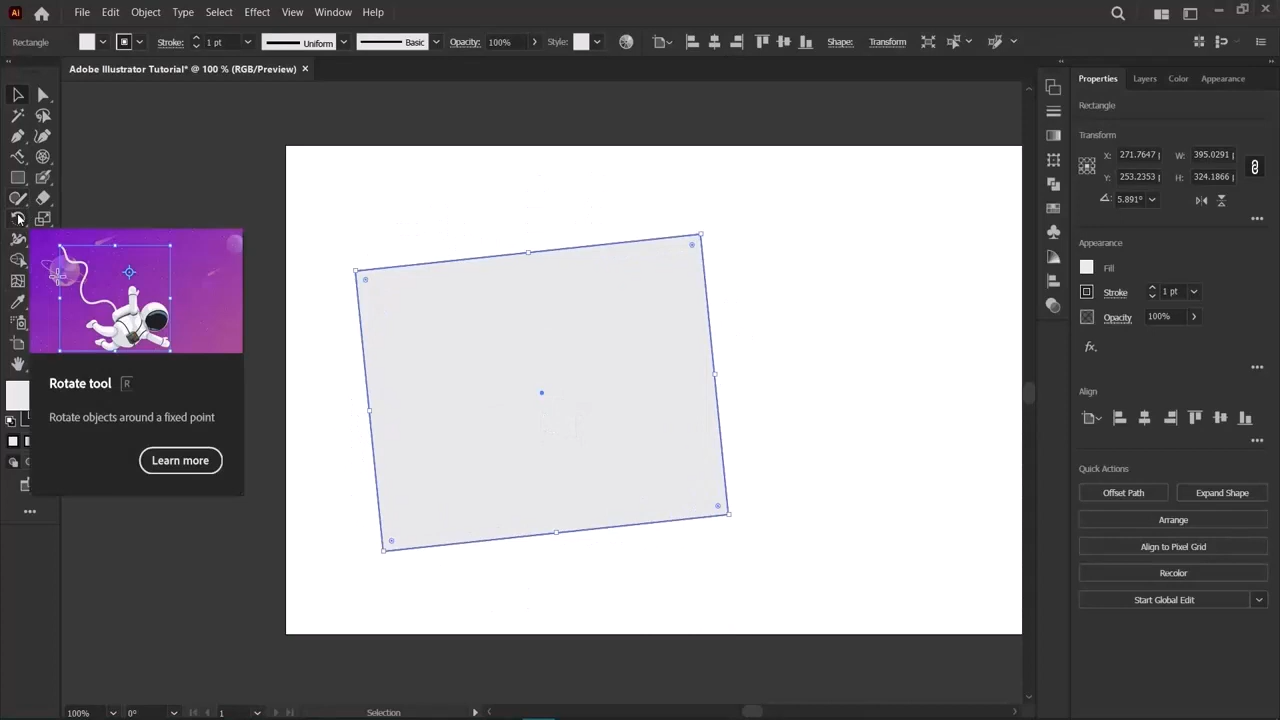 Ai File Edit Object Type Select Effect View Window Help
Rectangle Stroke: 1 pt Uniform Basic Opacity: 100% Style: Shape: Transform
Adobe Illustrator Tutorial* @ 100 % (RGB/Preview) ×
Properties Layers Color Appearance
Rectangle
Transform
X: 271.7647 W: 395.0291
Y: 253.2353 H: 324.1866
5.891°
Appearance
Fill
Stroke 1 pt
Opacity 100%
fx.
Align
Quick Actions
Offset Path Expand Shape
Arrange
Align to Pixel Grid
Recolor
Start Global Edit
Rotate tool R
Rotate objects around a fixed point
Learn more
100% 0° 1 Selection